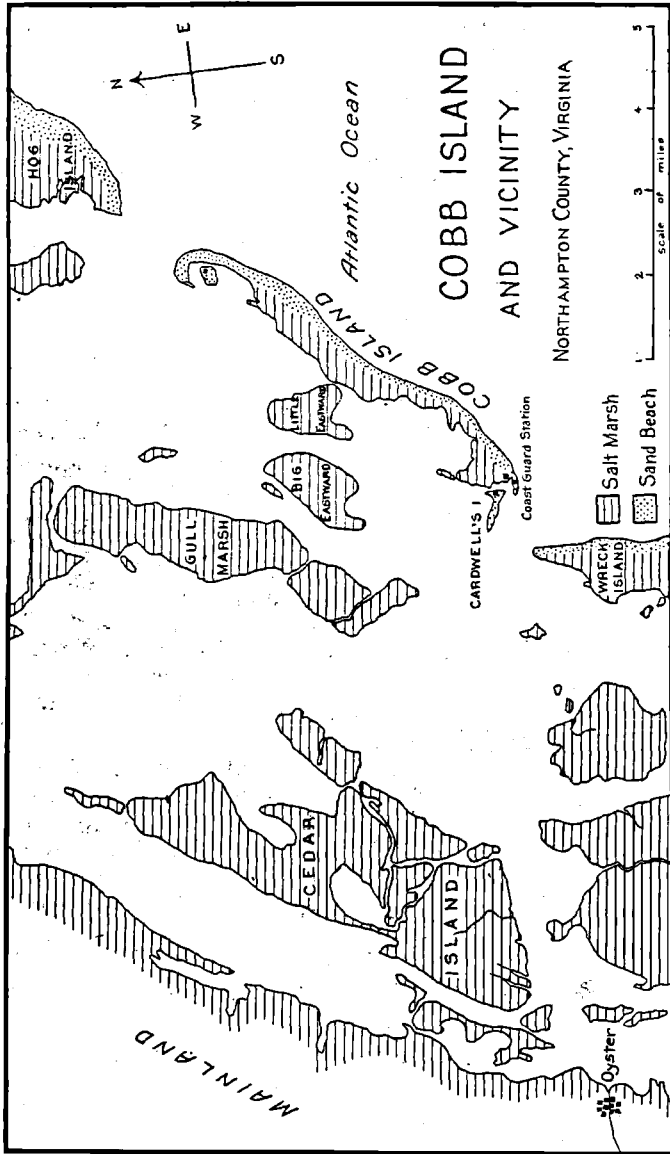 N
W
E
S
HOG
ISLAND
Atlantic Ocean
COBB ISLAND
AND VICINITY
NORTHAMPTON COUNTY, VIRGINIA
COBB ISLAND
LITTLE
EASTWARD
BIG
EASTWARD
GULL
MARSH
CARDWELL'S I
Coast Guard Station
WRECK
ISLAND
Salt Marsh
Sand Beach
1 2 3 4 5
scale of miles
CEDAR
ISLAND
MAINLAND
Oyster